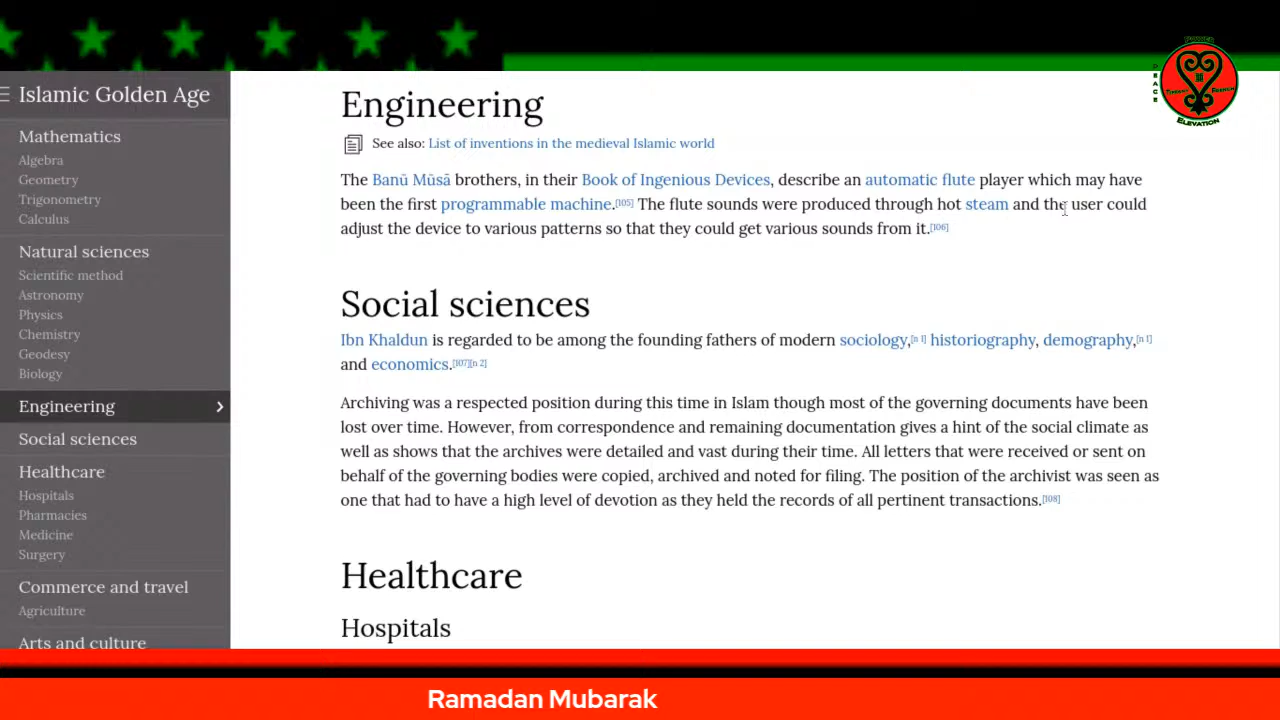 Islamic Golden Age
Mathematics
Algebra
Geometry
Trigonometry
Calculus
Natural sciences
Scientific method
Astronomy
Physics
Chemistry
Geodesy
Biology
Engineering
Social sciences
Healthcare
Hospitals
Pharmacies
Medicine
Surgery
Commerce and travel
Agriculture
Arts and culture
Engineering
See also: List of inventions in the medieval Islamic world
The Banū Mūsā brothers, in their Book of Ingenious Devices, describe an automatic flute player which may have
been the first programmable machine.[105] The flute sounds were produced through hot steam and the user could
adjust the device to various patterns so that they could get various sounds from it.[106]
Social sciences
Ibn Khaldun is regarded to be among the founding fathers of modern sociology,[n 1] historiography, demography,[n 1]
and economics.[107][n 2]
Archiving was a respected position during this time in Islam though most of the governing documents have been
lost over time. However, from correspondence and remaining documentation gives a hint of the social climate as
well as shows that the archives were detailed and vast during their time. All letters that were received or sent on
behalf of the governing bodies were copied, archived and noted for filing. The position of the archivist was seen as
one that had to have a high level of devotion as they held the records of all pertinent transactions.[108]
Healthcare
Hospitals
POWER
PEACE
ELEVATION
Ramadan Mubarak